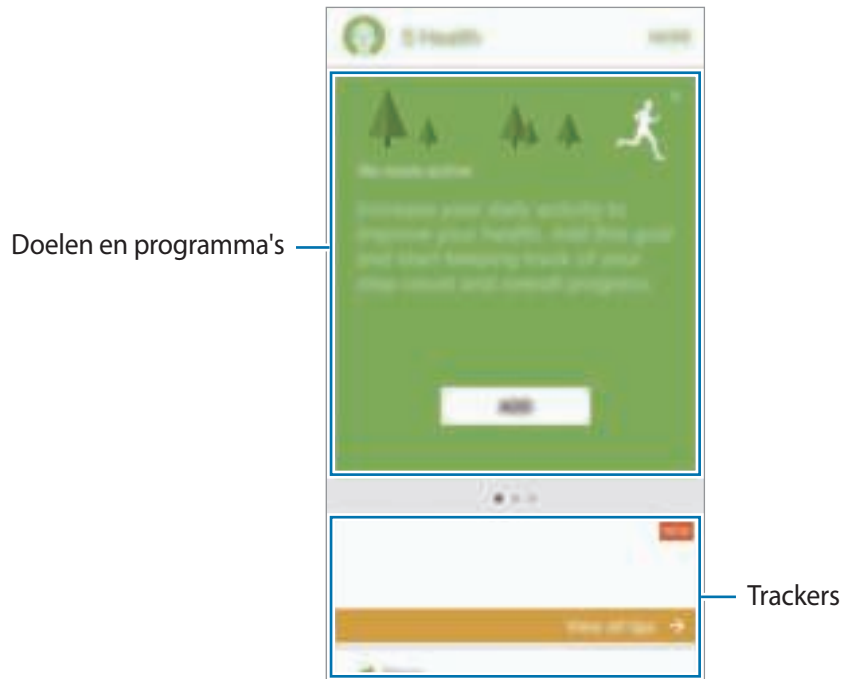 S Health
Doelen en programma's
Be more active
Increase your daily activity to
improve your health. Add this goal
and start keeping track of your
step count and overall progress.
ADD
View all tips
Trackers